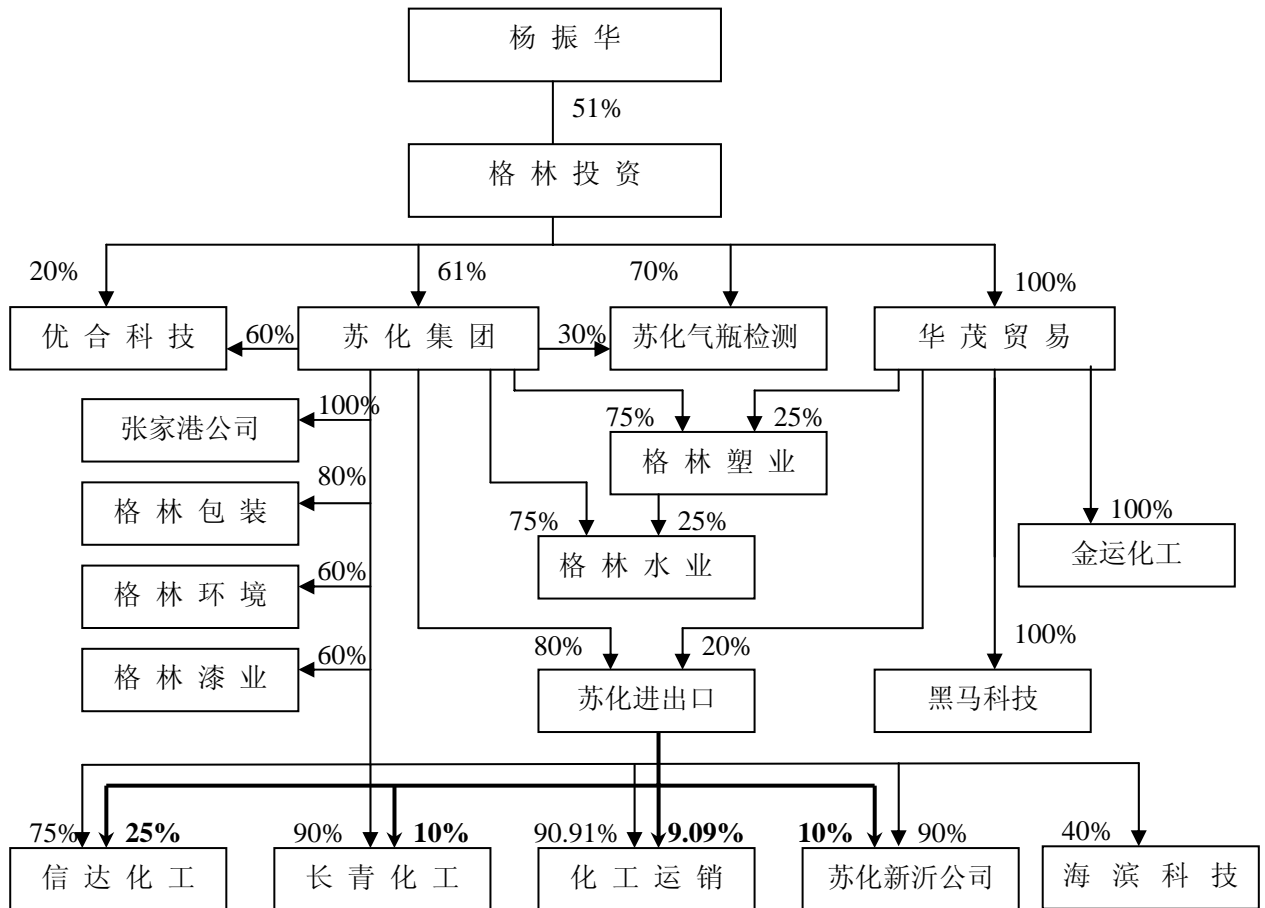 杨振华
51%
格林投资
20%
61%
70%
100%
优合科技
60%
苏化集团
30%
苏化气瓶检测
华茂贸易
张家港公司
100%
75%
25%
格林塑业
格林包装
80%
75%
25%
格林水业
100%
金运化工
格林环境
60%
格林漆业
60%
80%
20%
苏化进出口
100%
黑马科技
75%
25%
90%
10%
90.91%
9.09%
10%
90%
40%
信达化工
长青化工
化工运销
苏化新沂公司
海滨科技